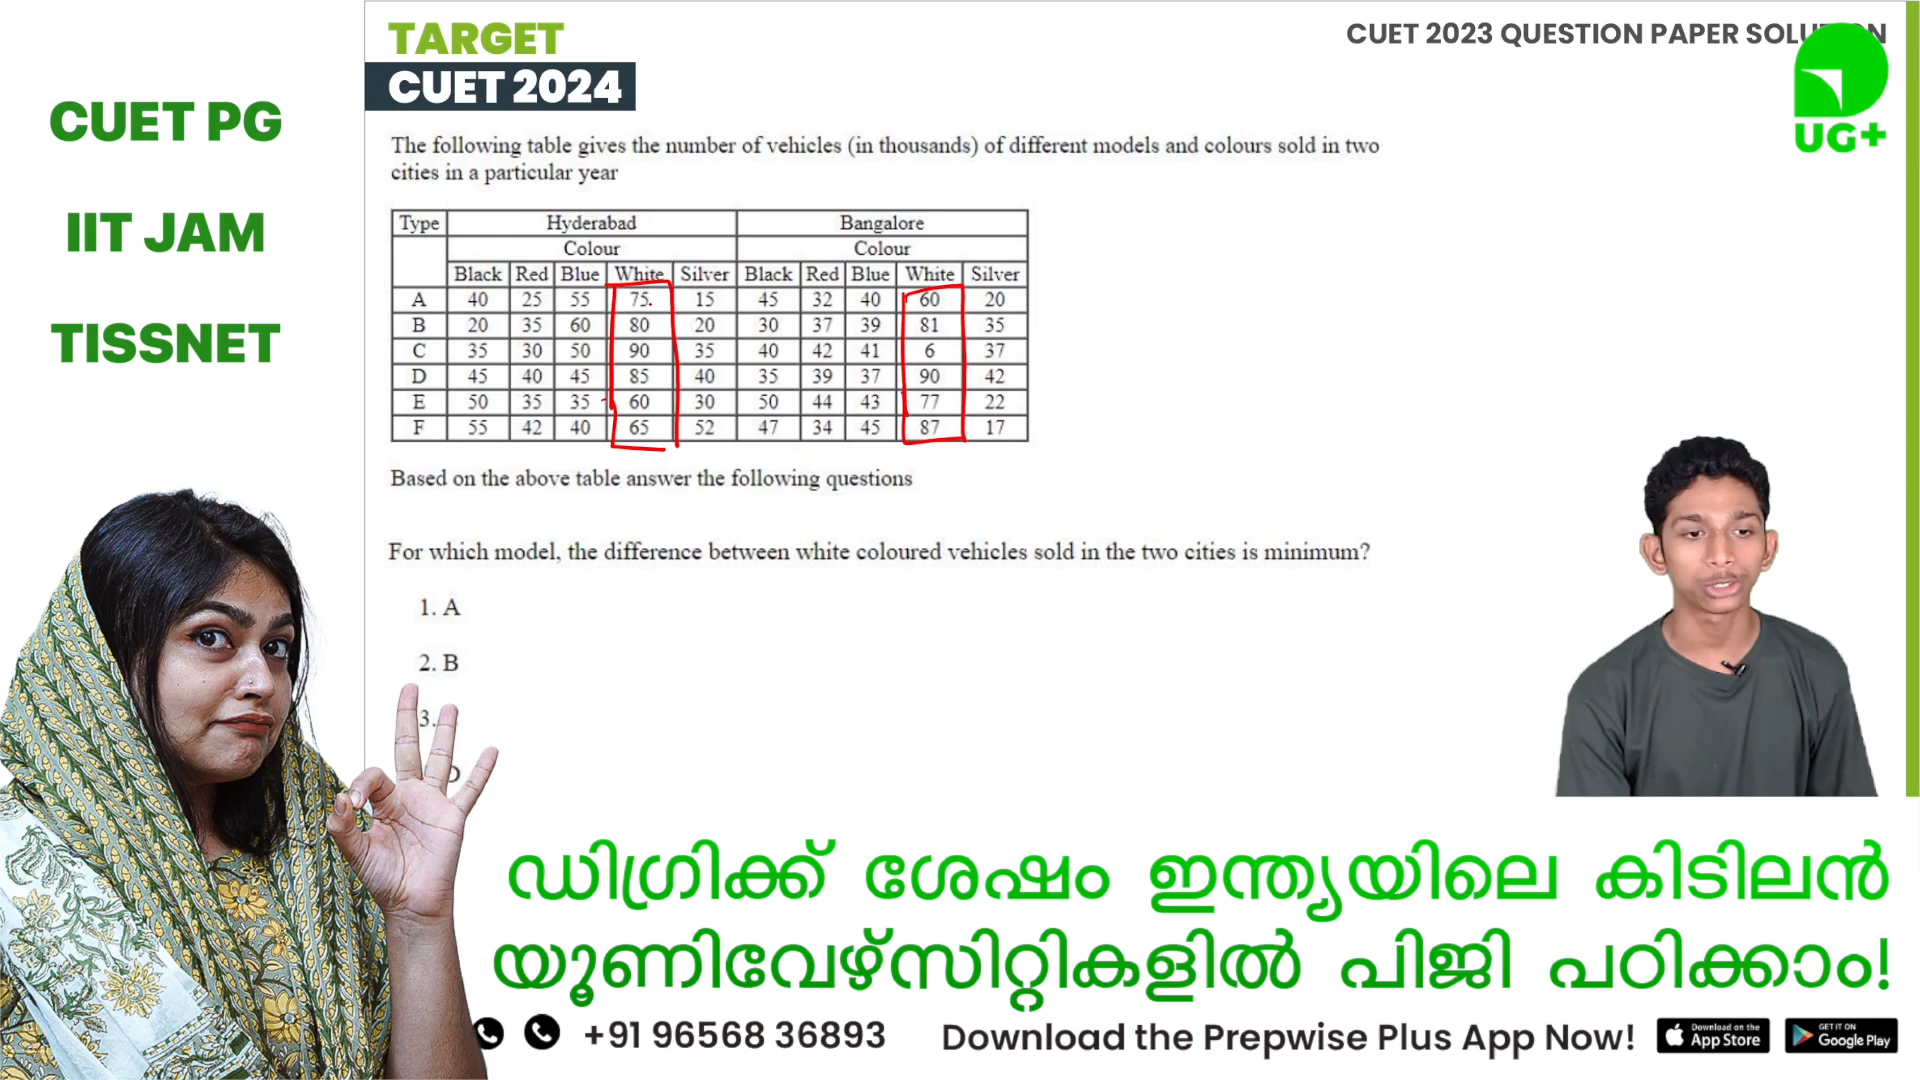 CUET PG
IIT JAM
TISSNET
TARGET
CUET 2024
CUET 2023 QUESTION PAPER
UG+
The following table gives the number of vehicles (in thousands) of different models and colours sold in two
cities in a particular year
Type Hyderabad Bangalore
Colour Colour
Black Red Blue White Silver Black Red Blue White Silver
A 40 25 55 75 15 45 32 40 60 20
B 20 35 60 80 20 30 37 39 81 35
C 35 30 50 90 35 40 42 41 6 37
D 45 40 45 85 40 35 39 37 90 42
E 50 35 35 60 30 50 44 43 77 22
F 55 42 40 65 52 47 34 45 87 17
Based on the above table answer the following questions
For which model, the difference between white coloured vehicles sold in the two cities is minimum?
1. A
2. B
3.
ഡിഗ്രിക്ക് ശേഷം ഇന്ത്യയിലെ കിടിലൻ
യൂണിവേഴ്സിറ്റികളിൽ പിജി പഠിക്കാം!
+91 96568 36893 Download the Prepwise Plus App Now!
Download on the App Store
GET IT ON Google Play